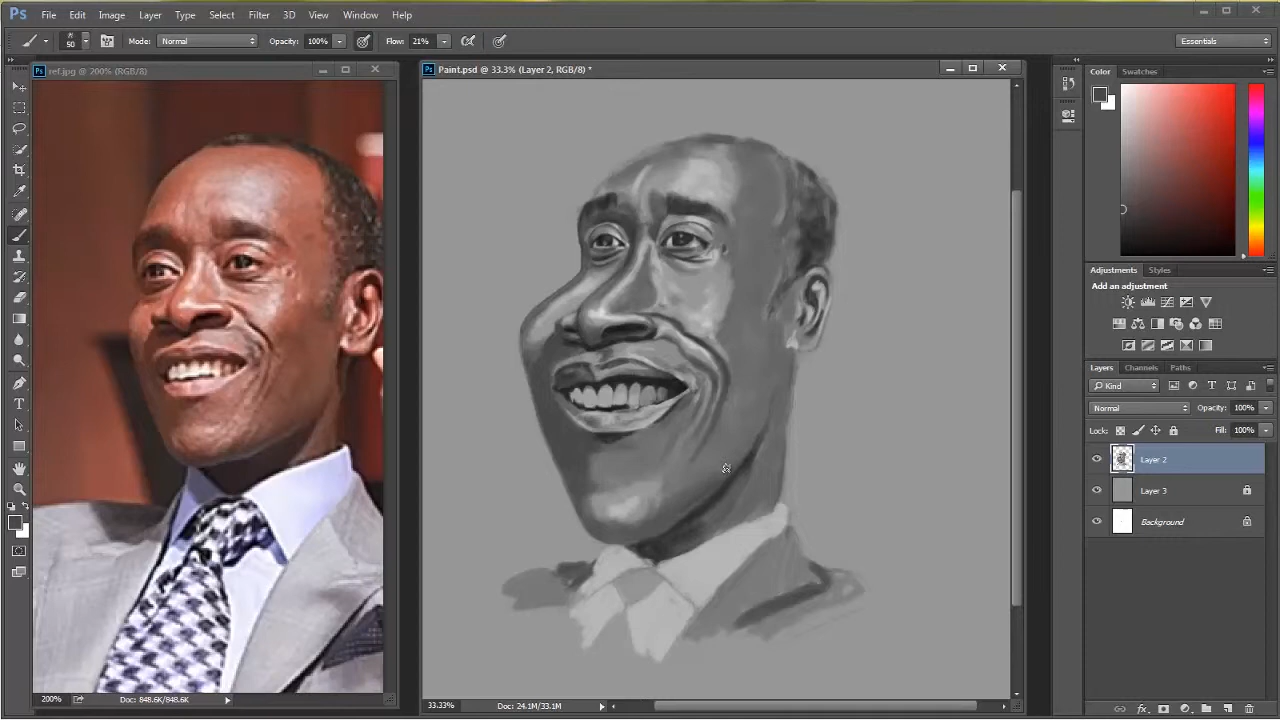 Ps File Edit Image Layer Type Select Filter 3D View Window Help
50 Mode: Normal Opacity: 100% Flow: 21% Essentials
Ps ref.jpg @ 200% (RGB/8)
Ps Paint.psd @ 33.3% (Layer 2, RGB/8) *
Color Swatches
Adjustments Styles
Add an adjustment
Layers Channels Paths
Kind
Normal Opacity: 100%
Lock: Fill: 100%
Layer 2
Layer 3
Background
200% Doc: 848.6K/848.6K
33.33% Doc: 24.1M/33.1M